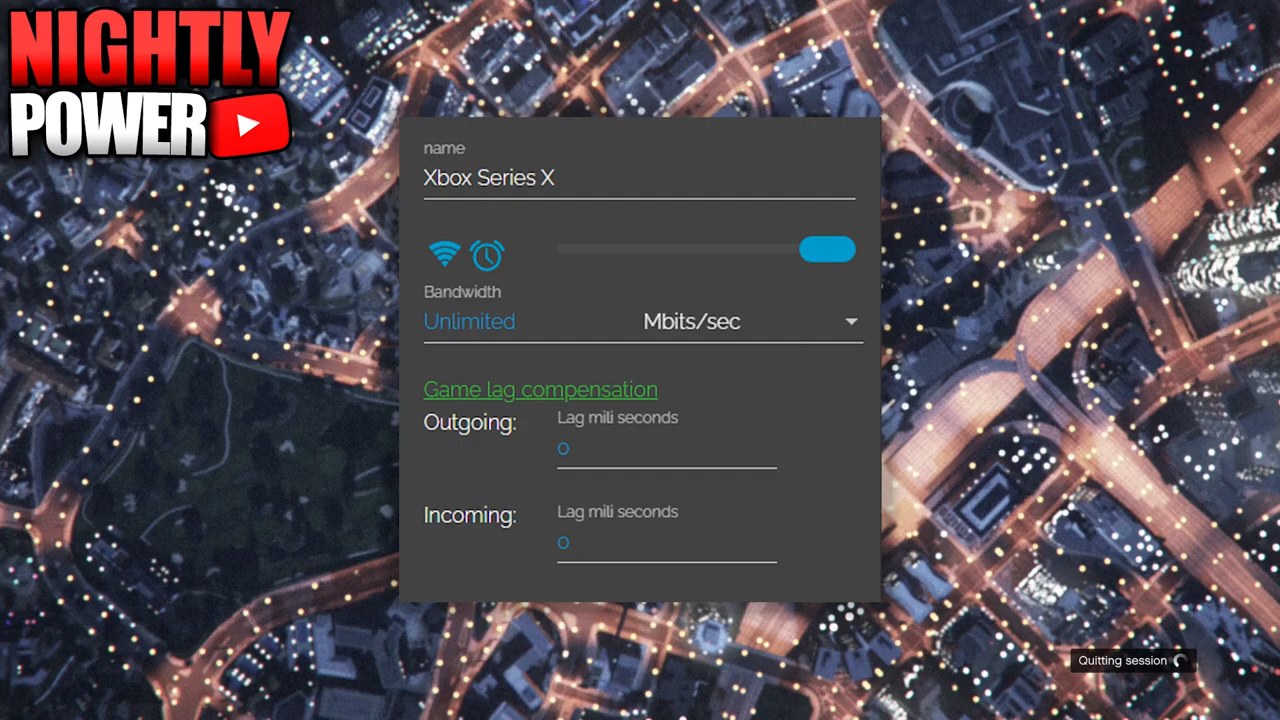 NIGHTLY
POWER
name
Xbox Series X
Bandwidth
Unlimited Mbits/sec
Game lag compensation
Outgoing: Lag mili seconds
0
Incoming: Lag mili seconds
0
Quitting session